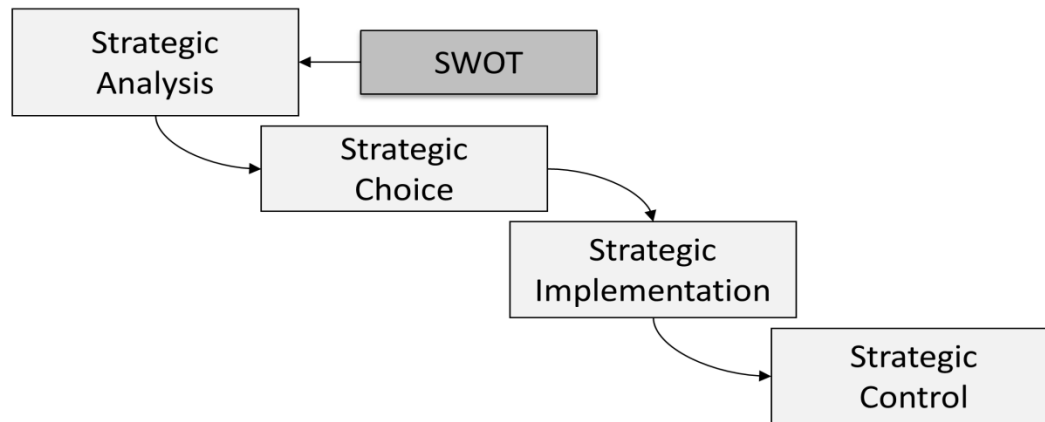 Strategic
Analysis
SWOT
Strategic
Choice
Strategic
Implementation
Strategic
Control